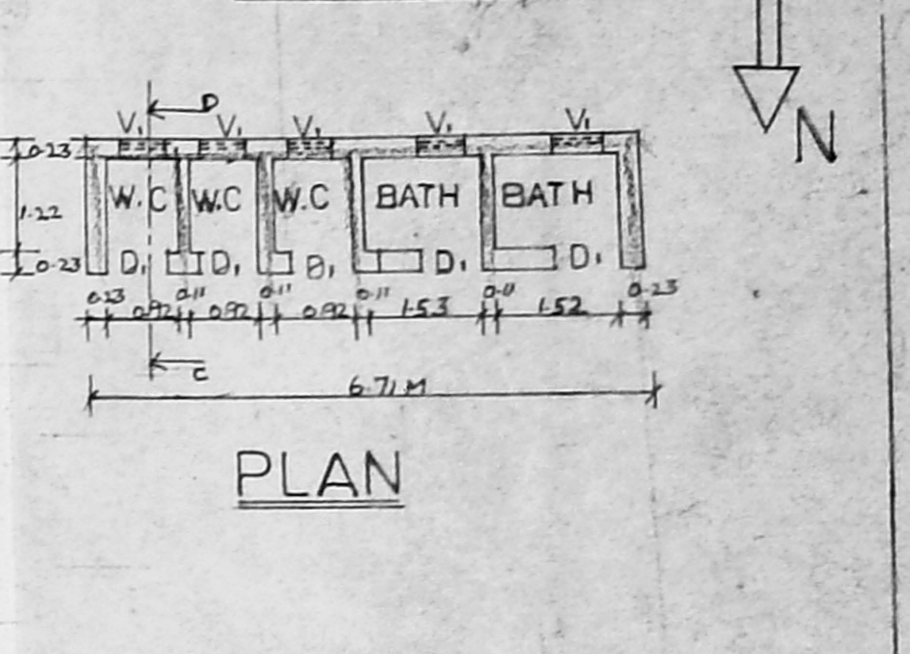 D
V₁ V₁ V₁ V₁ V₁
N
0.23
W.C W.C W.C BATH BATH
1.22
0.23
D₁ D₁ D₁ D₁ D₁
0.23 0.11 0.11 0.11 0.11 0.23
0.92 0.92 0.92 1.53 1.52
C
6.71 M
PLAN